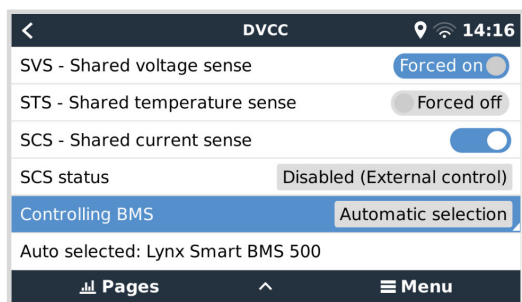 DVCC 14:16
SVS - Shared voltage sense Forced on
STS - Shared temperature sense Forced off
SCS - Shared current sense
SCS status Disabled (External control)
Controlling BMS Automatic selection
Auto selected: Lynx Smart BMS 500
Pages Menu